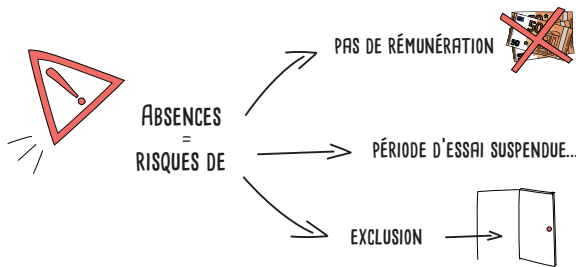 PAS DE RÉMUNÉRATION
ABSENCES
=
RISQUES DE
PÉRIODE D'ESSAI SUSPENDUE...
EXCLUSION